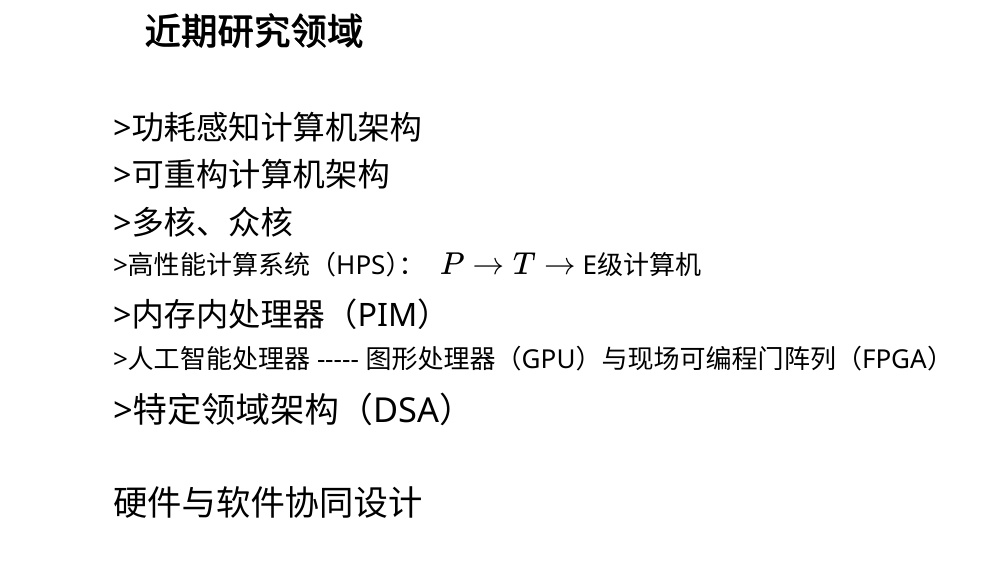 近期研究领域
>功耗感知计算机架构
>可重构计算机架构
>多核、众核
>高性能计算系统（HPS）： P → T → E级计算机
>内存内处理器（PIM）
>人工智能处理器 ----- 图形处理器（GPU）与现场可编程门阵列（FPGA）
>特定领域架构（DSA）
硬件与软件协同设计